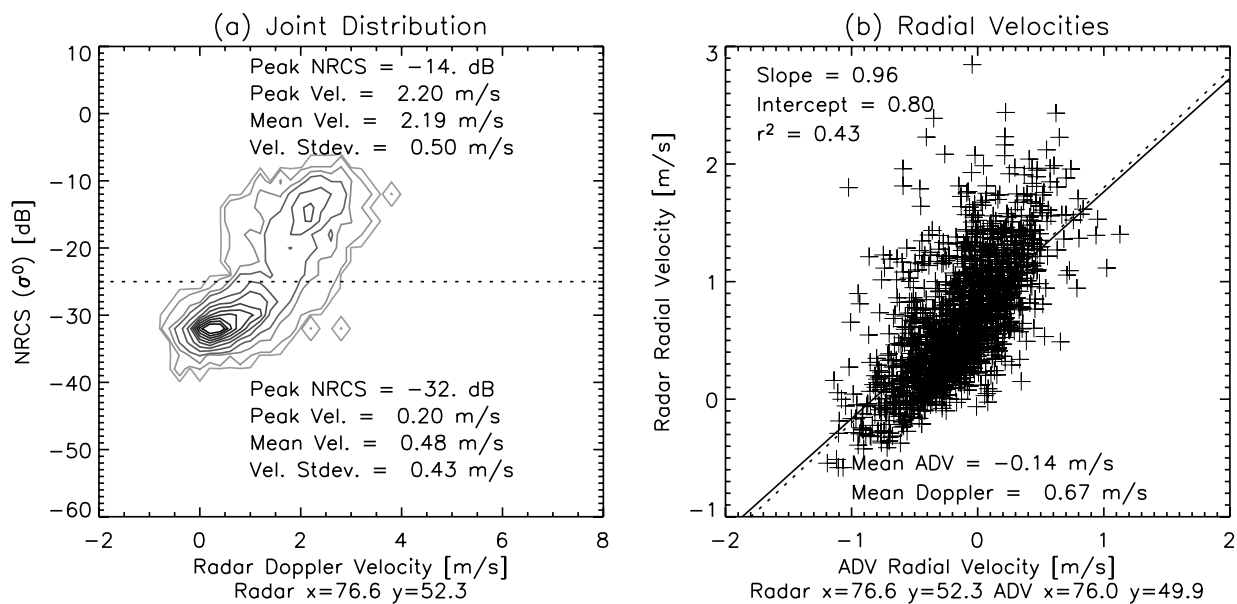 (a) Joint Distribution
10
0
−10
−20
−30
−40
−50
−60
NRCS (σ⁰) [dB]
Peak NRCS = −14. dB
Peak Vel. = 2.20 m/s
Mean Vel. = 2.19 m/s
Vel. Stdev. = 0.50 m/s
Peak NRCS = −32. dB
Peak Vel. = 0.20 m/s
Mean Vel. = 0.48 m/s
Vel. Stdev. = 0.43 m/s
−2 0 2 4 6 8
Radar Doppler Velocity [m/s]
Radar x=76.6 y=52.3
(b) Radial Velocities
3
2
1
0
−1
Radar Radial Velocity [m/s]
Slope = 0.96
Intercept = 0.80
r² = 0.43
Mean ADV = −0.14 m/s
Mean Doppler = 0.67 m/s
−2 −1 0 1 2
ADV Radial Velocity [m/s]
Radar x=76.6 y=52.3 ADV x=76.0 y=49.9